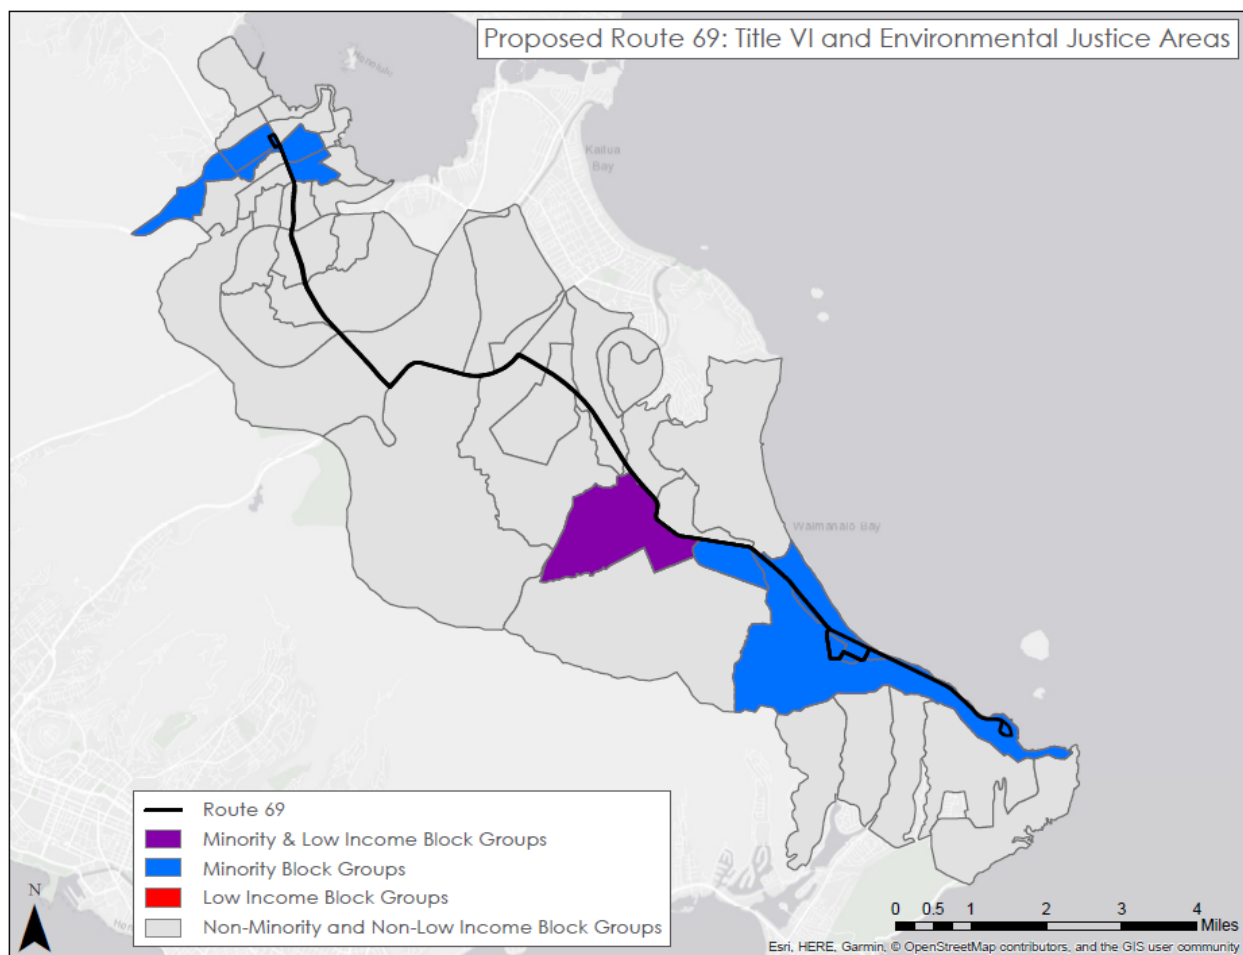 Proposed Route 69: Title VI and Environmental Justice Areas
Honolulu
Kailua
Bay
Waimanalo Bay
Route 69
Minority & Low Income Block Groups
Minority Block Groups
Low Income Block Groups
Non-Minority and Non-Low Income Block Groups
N
0 0.5 1 2 3 4
Miles
Esri, HERE, Garmin, © OpenStreetMap contributors, and the GIS user community